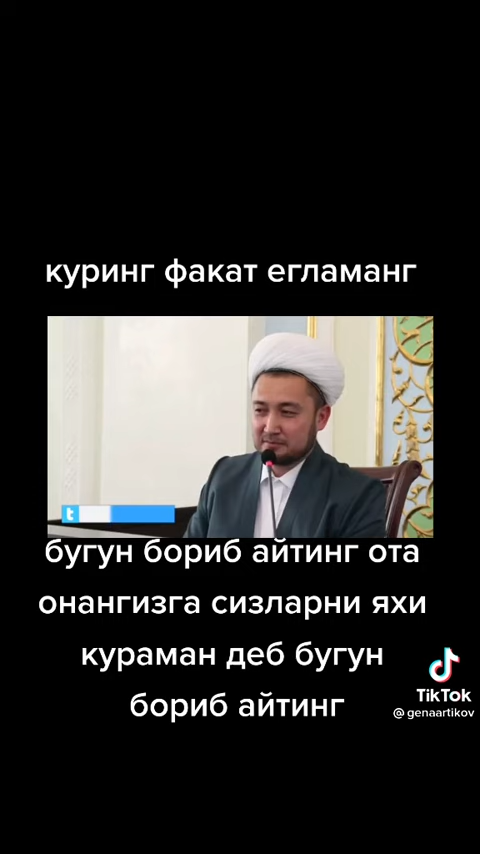 куринг факат егламанг
t
бугун бориб айтинг ота
онангизга сизларни яхи
кураман деб бугун
бориб айтинг
TikTok
@genaartikov